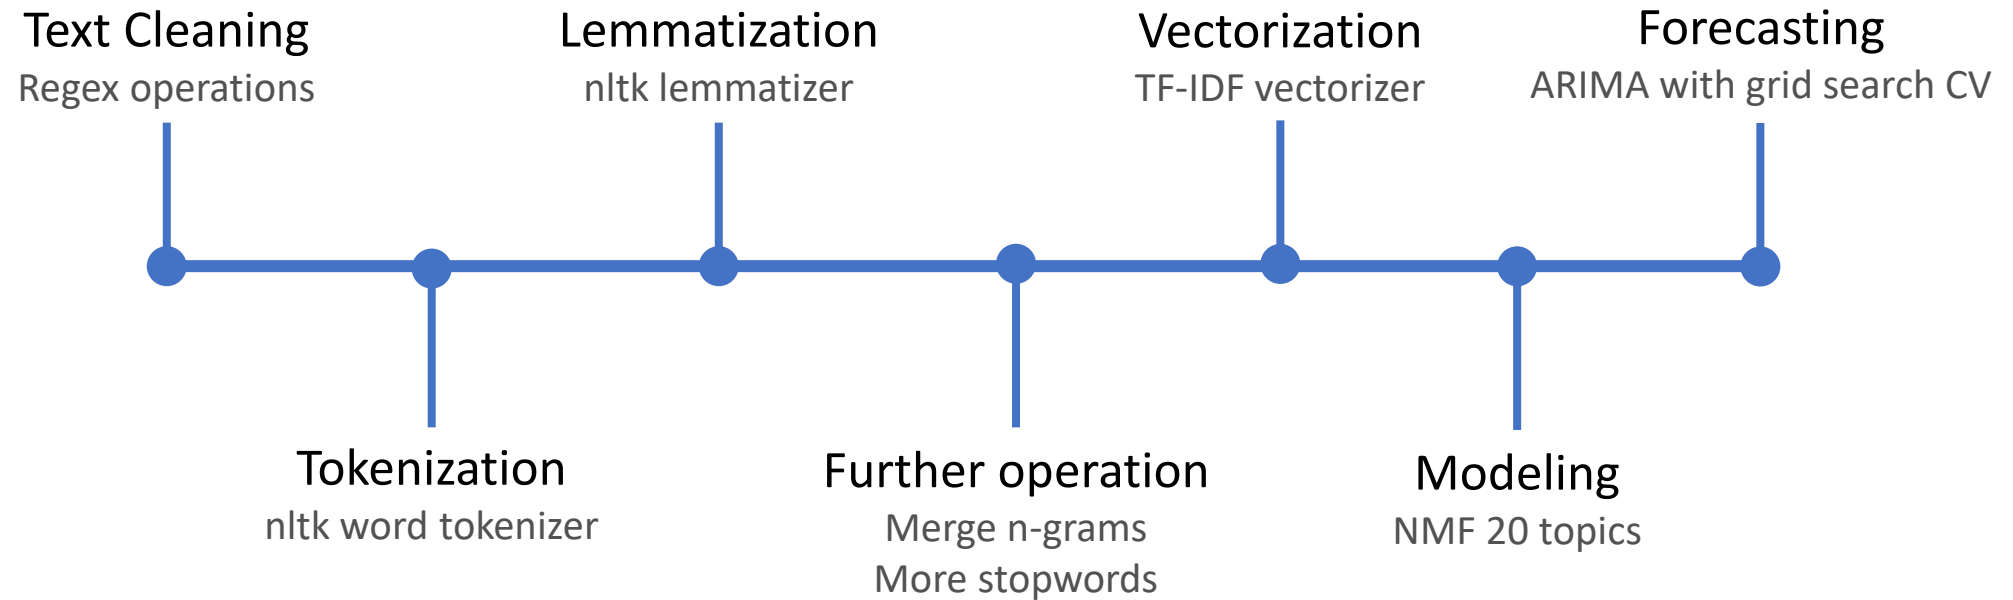 Text Cleaning
Regex operations
Tokenization
nltk word tokenizer
Lemmatization
nltk lemmatizer
Further operation
Merge n-grams
More stopwords
Vectorization
TF-IDF vectorizer
Modeling
NMF 20 topics
Forecasting
ARIMA with grid search CV